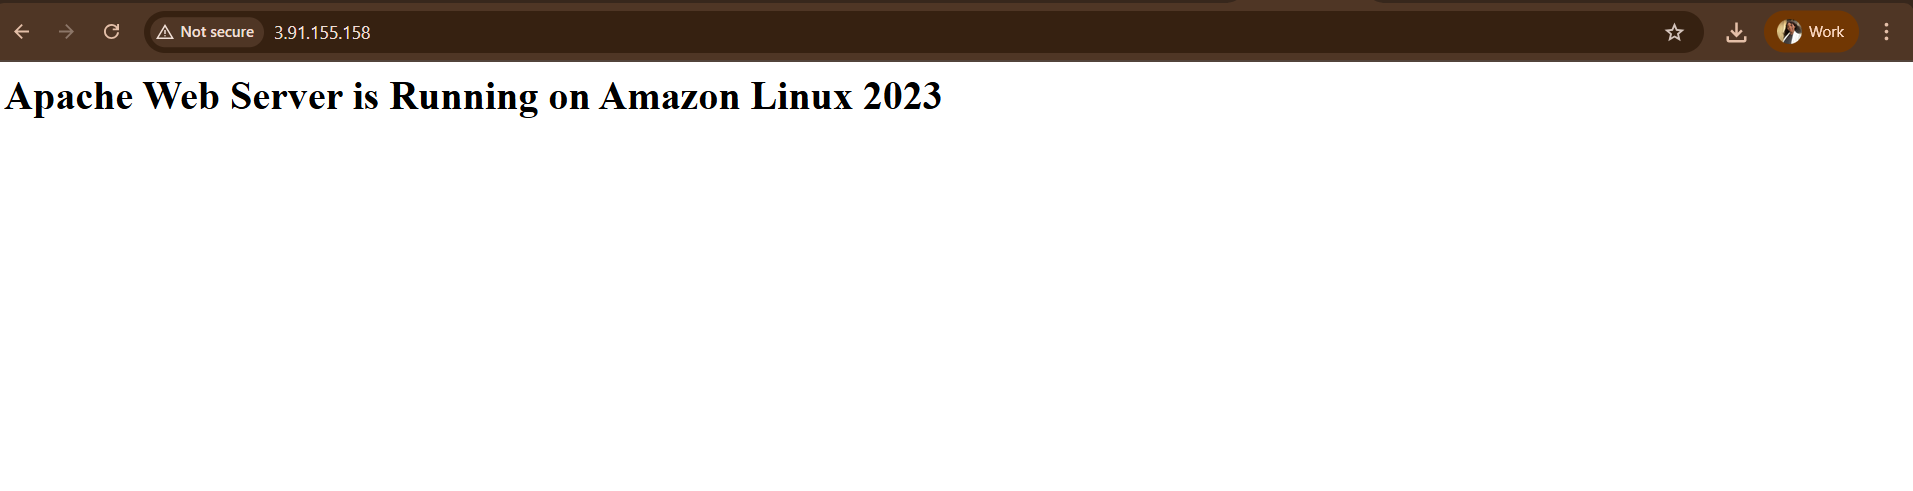 Not secure
3.91.155.158
Work
Apache Web Server is Running on Amazon Linux 2023